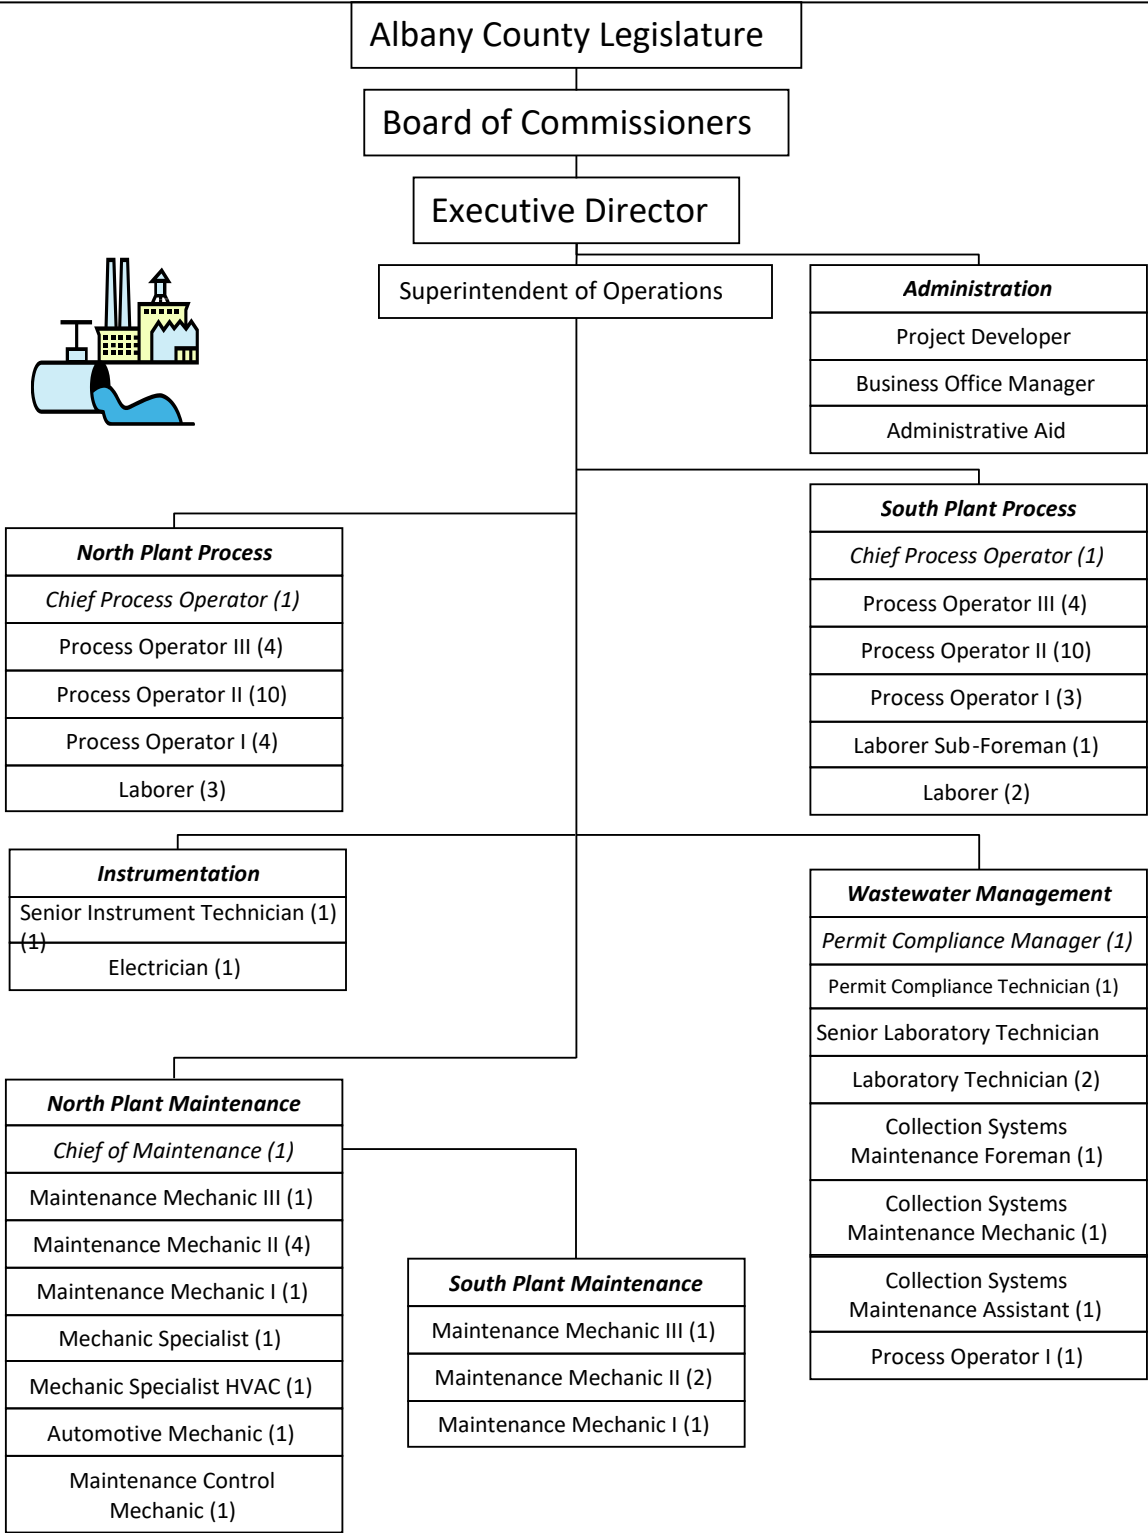 Albany County Legislature
Board of Commissioners
Executive Director
Superintendent of Operations
Administration
Project Developer
Business Office Manager
Administrative Aid
North Plant Process
Chief Process Operator (1)
Process Operator III (4)
Process Operator II (10)
Process Operator I (4)
Laborer (3)
South Plant Process
Chief Process Operator (1)
Process Operator III (4)
Process Operator II (10)
Process Operator I (3)
Laborer Sub-Foreman (1)
Laborer (2)
Instrumentation
Senior Instrument Technician (1)
(1)
Electrician (1)
Wastewater Management
Permit Compliance Manager (1)
Permit Compliance Technician (1)
Senior Laboratory Technician
Laboratory Technician (2)
Collection Systems
Maintenance Foreman (1)
Collection Systems
Maintenance Mechanic (1)
Collection Systems
Maintenance Assistant (1)
Process Operator I (1)
North Plant Maintenance
Chief of Maintenance (1)
Maintenance Mechanic III (1)
Maintenance Mechanic II (4)
Maintenance Mechanic I (1)
Mechanic Specialist (1)
Mechanic Specialist HVAC (1)
Automotive Mechanic (1)
Maintenance Control
Mechanic (1)
South Plant Maintenance
Maintenance Mechanic III (1)
Maintenance Mechanic II (2)
Maintenance Mechanic I (1)